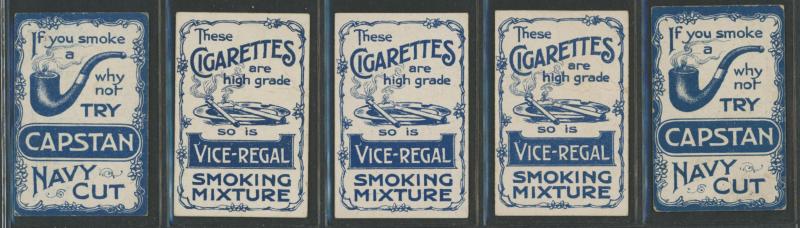 If you smoke
a
why
not
TRY
CAPSTAN
NAVY
CUT
These
CIGARETTES
are
high grade
so is
VICE-REGAL
SMOKING
MIXTURE
These
CIGARETTES
are
high grade
so is
VICE-REGAL
SMOKING
MIXTURE
These
CIGARETTES
are
high grade
so is
VICE-REGAL
SMOKING
MIXTURE
If you smoke
a
why
not
TRY
CAPSTAN
NAVY
CUT